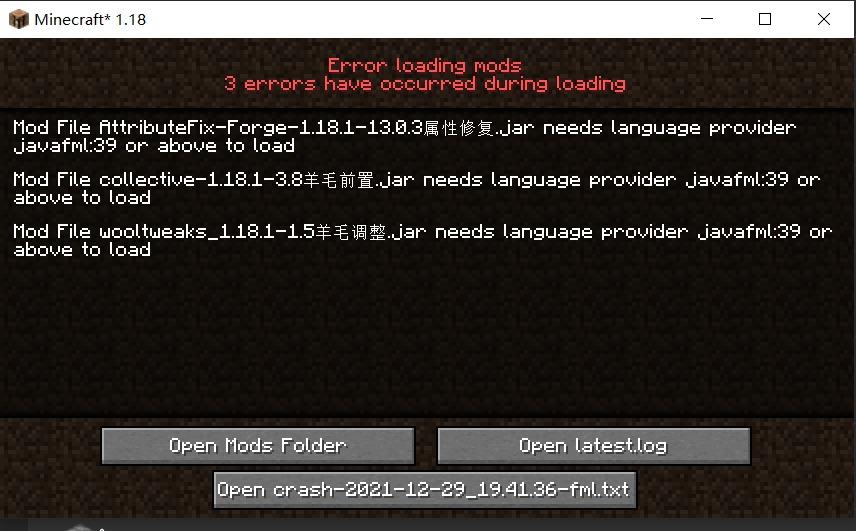 Minecraft* 1.18
Error loading mods
3 errors have occurred during loading
Mod File AttributeFix-Forge-1.18.1-13.0.3属性修复.jar needs language provider
javafml:39 or above to load
Mod File collective-1.18.1-3.8羊毛前置.jar needs language provider javafml:39 or
above to load
Mod File wooltweaks_1.18.1-1.5羊毛调整.jar needs language provider javafml:39 or
above to load
Open Mods Folder
Open latest.log
Open crash-2021-12-29_19.41.36-fml.txt